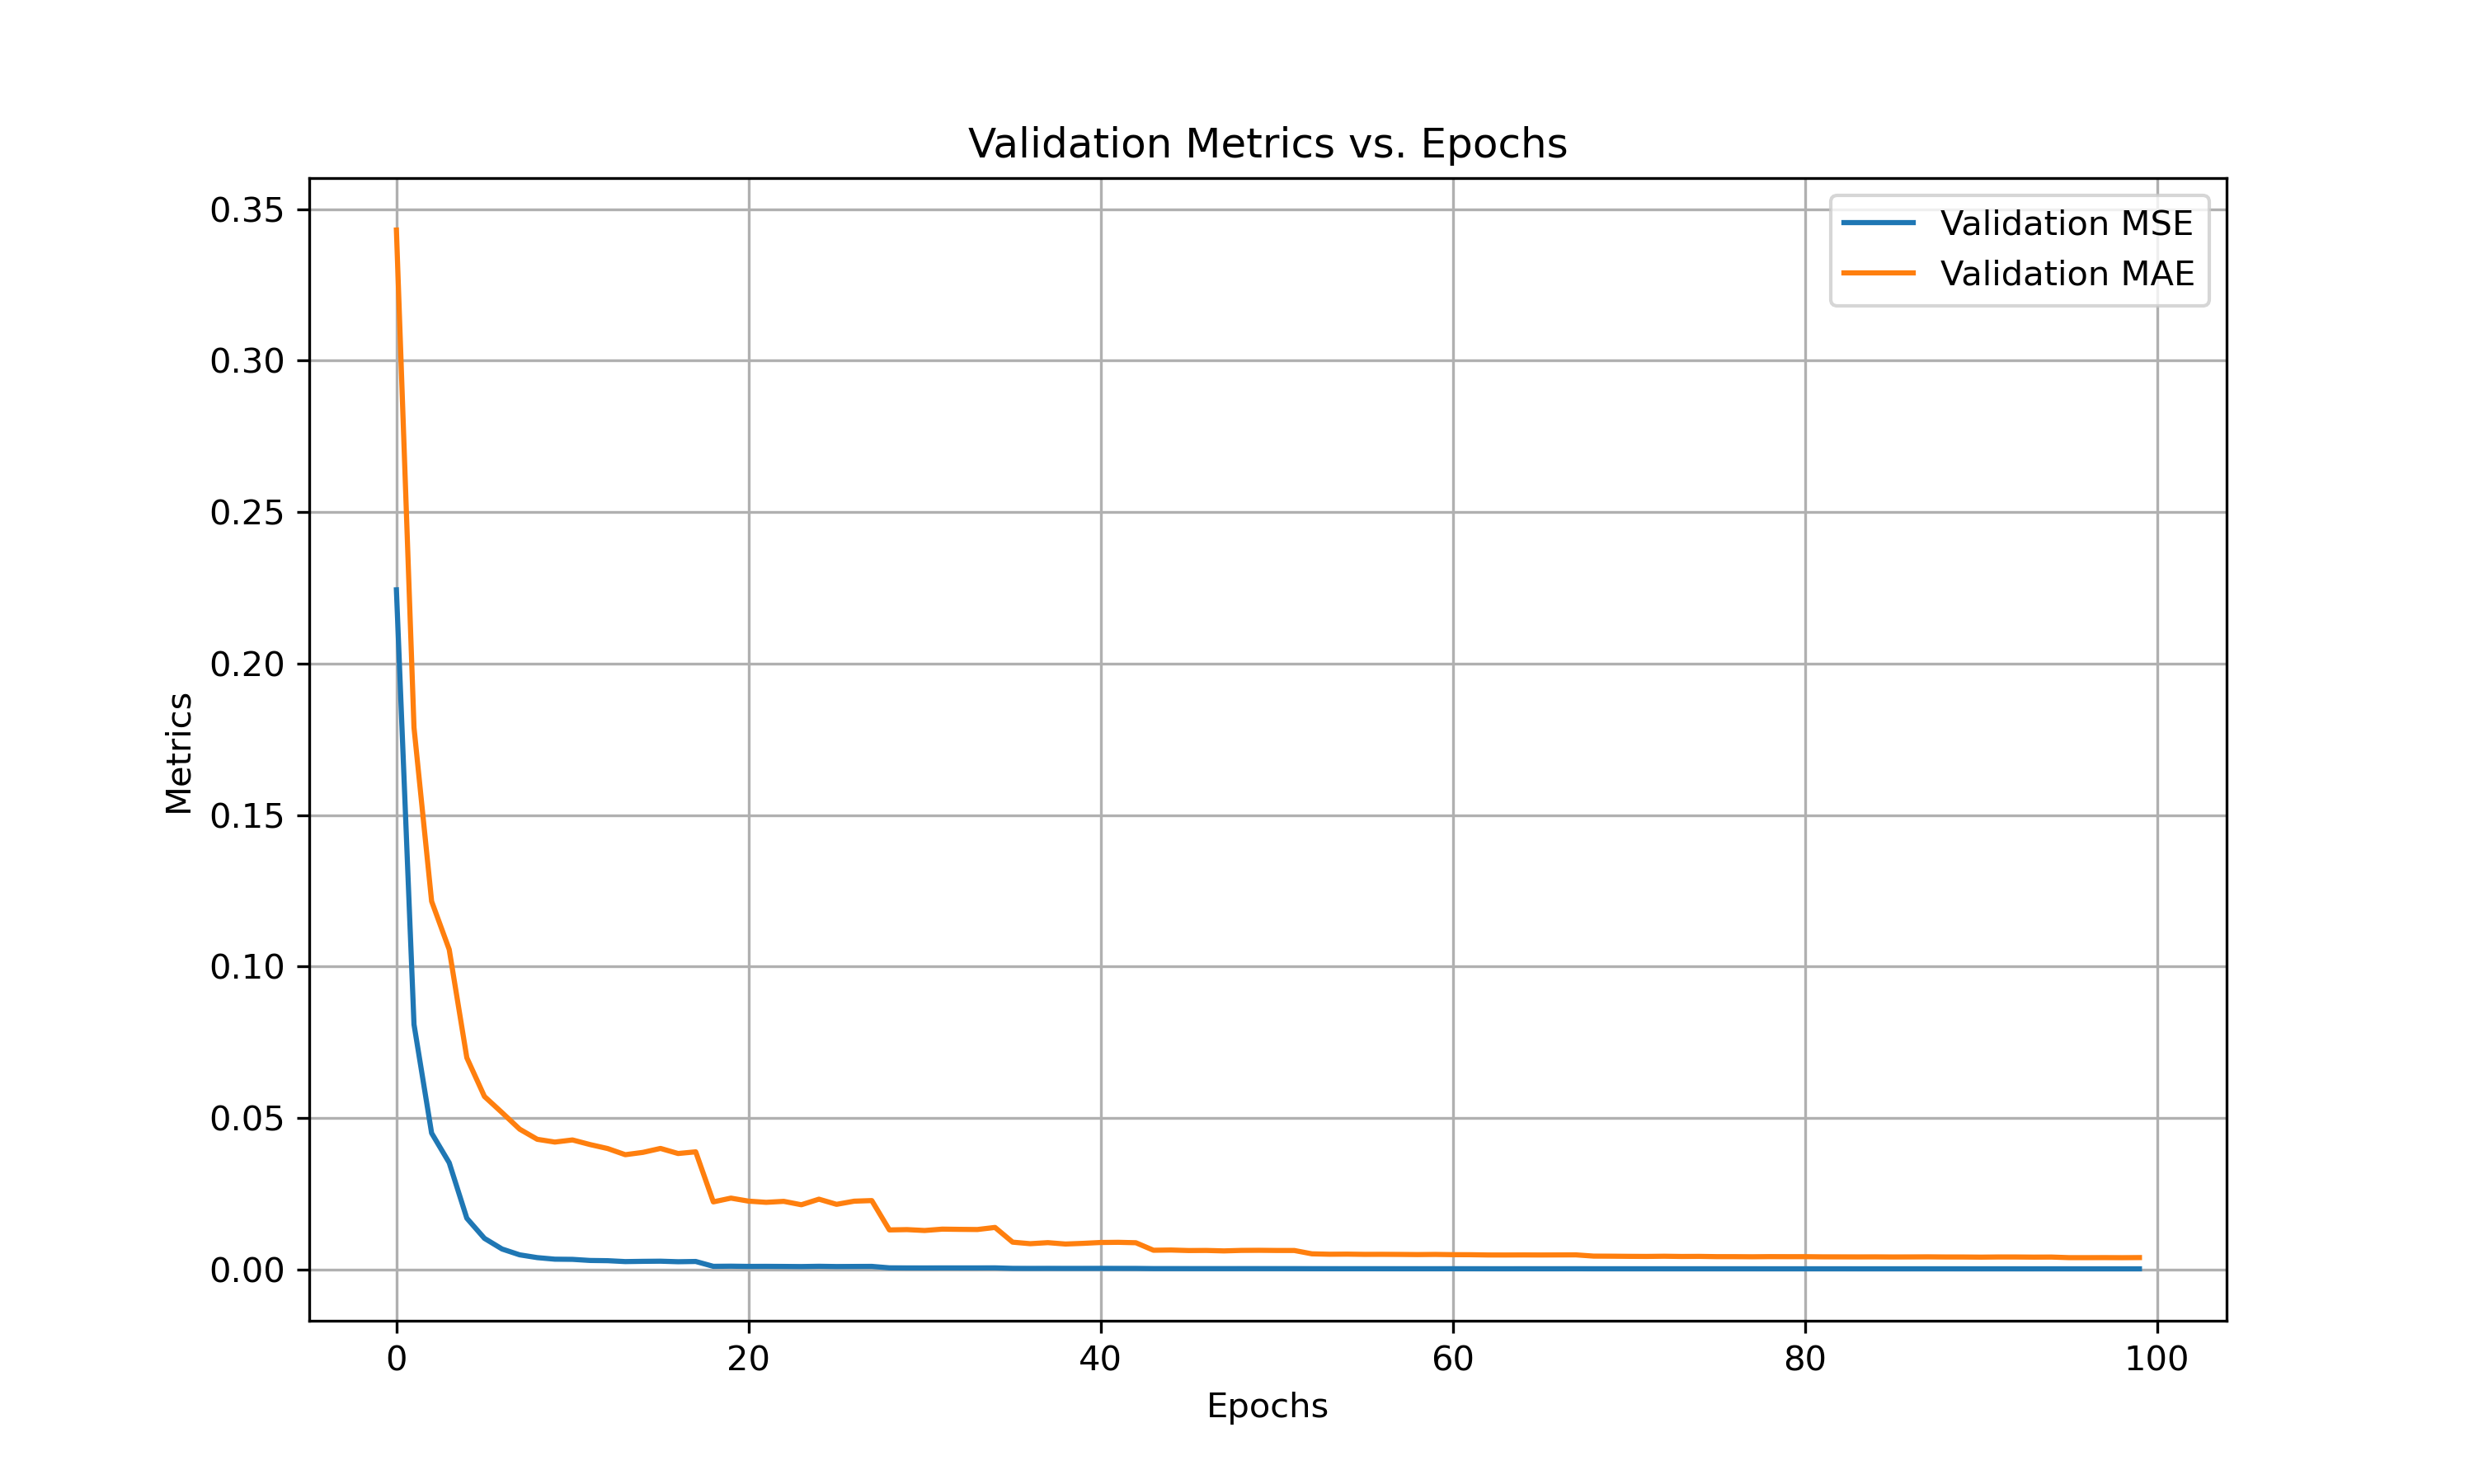 Validation Metrics vs. Epochs
Validation MSE
Validation MAE
Metrics
0.35
0.30
0.25
0.20
0.15
0.10
0.05
0.00
0 20 40 60 80 100
Epochs